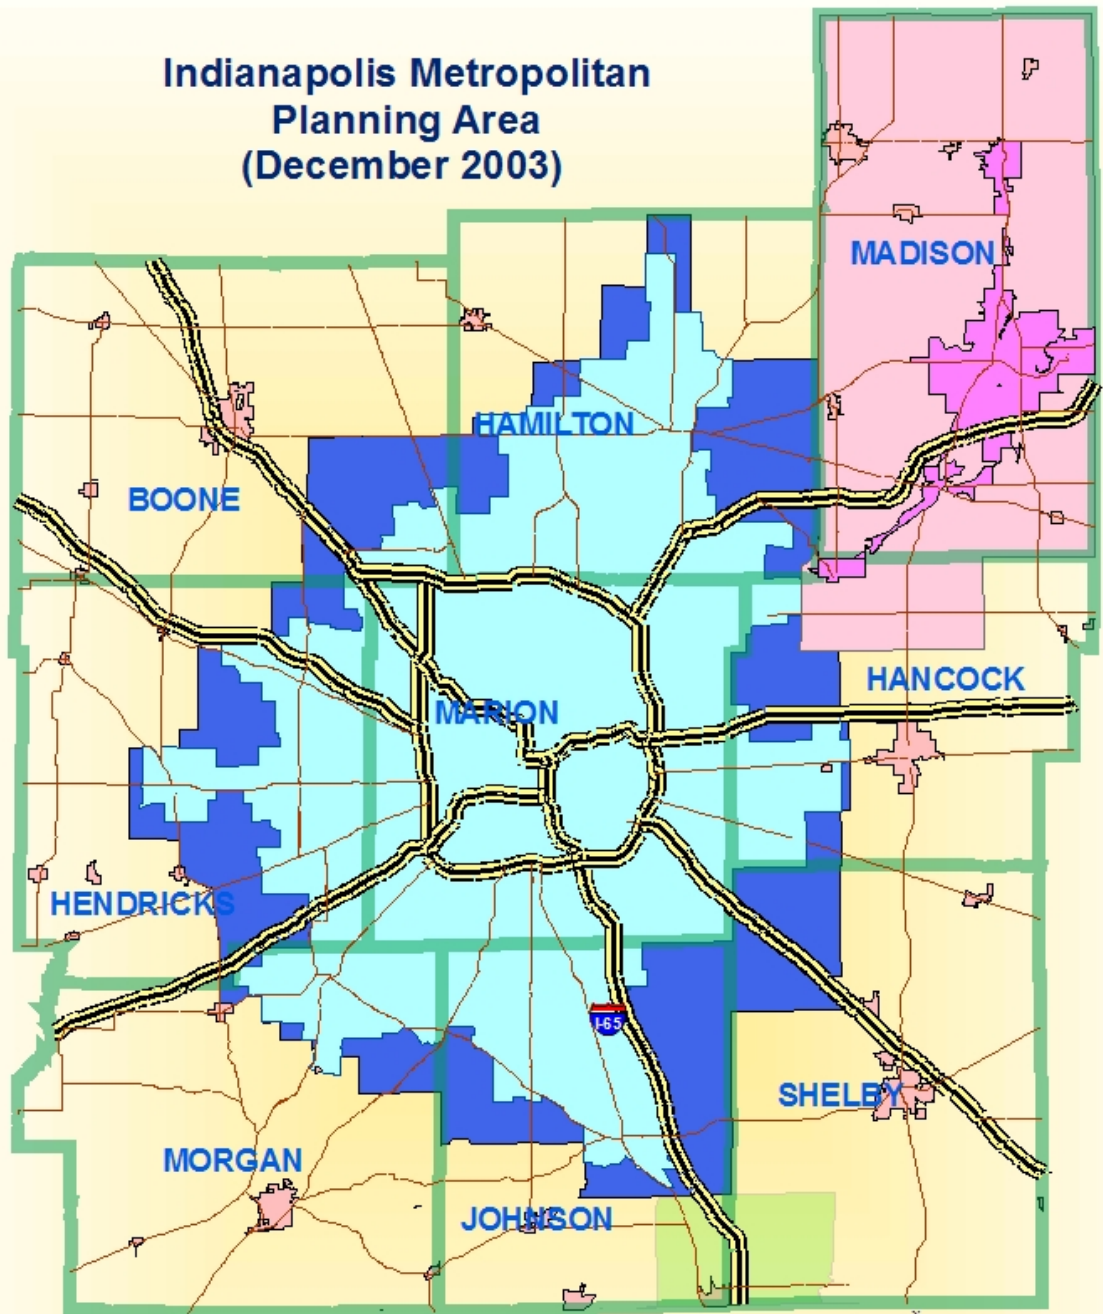 Indianapolis Metropolitan
Planning Area
(December 2003)
MADISON
HAMILTON
BOONE
HANCOCK
MARION
HENDRICKS
I-65
SHELBY
MORGAN
JOHNSON